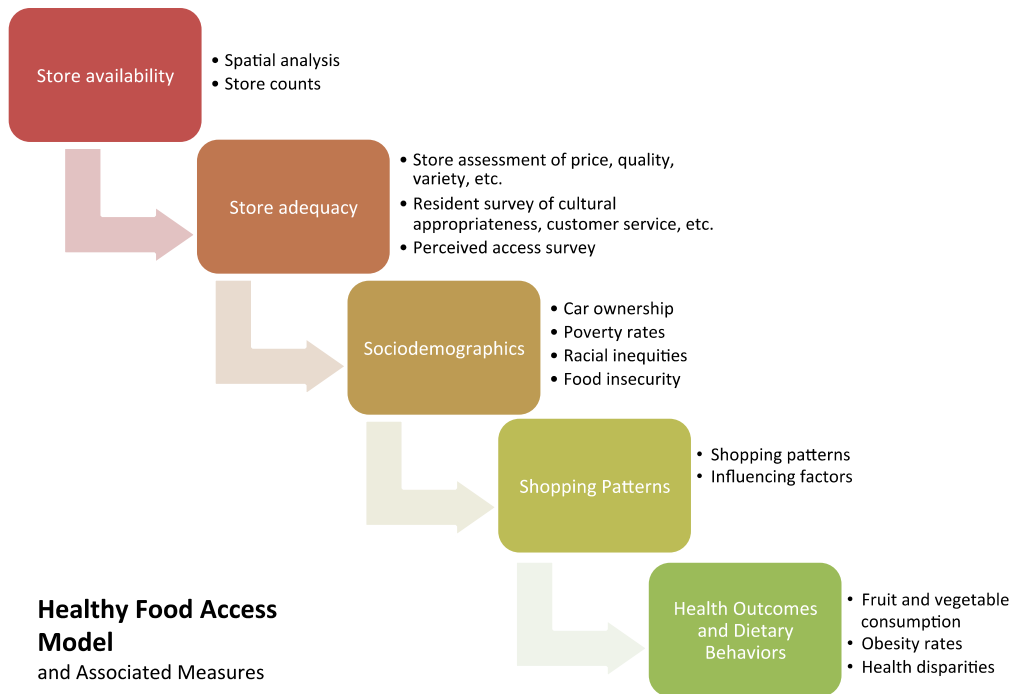 Store availability
• Spatial analysis
• Store counts
Store adequacy
• Store assessment of price, quality,
variety, etc.
• Resident survey of cultural
appropriateness, customer service, etc.
• Perceived access survey
Sociodemographics
• Car ownership
• Poverty rates
• Racial inequities
• Food insecurity
Shopping Patterns
• Shopping patterns
• Influencing factors
Health Outcomes
and Dietary
Behaviors
• Fruit and vegetable
consumption
• Obesity rates
• Health disparities
Healthy Food Access
Model
and Associated Measures